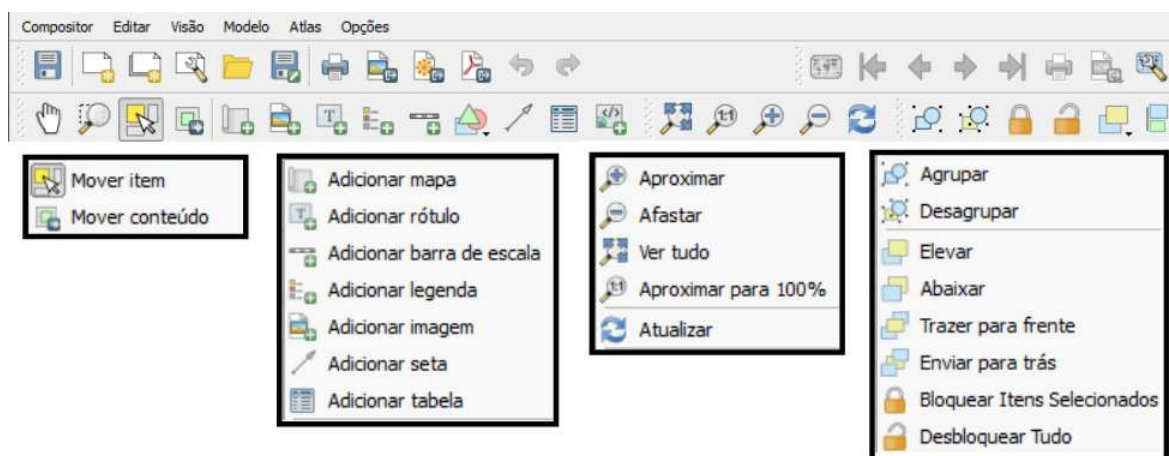 Compositor Editar Visão Modelo Atlas Opções
Mover item
Mover conteúdo
Adicionar mapa
Adicionar rótulo
Adicionar barra de escala
Adicionar legenda
Adicionar imagem
Adicionar seta
Adicionar tabela
Aproximar
Afastar
Ver tudo
Aproximar para 100%
Atualizar
Agrupar
Desagrupar
Elevar
Abaixar
Trazer para frente
Enviar para trás
Bloquear Itens Selecionados
Desbloquear Tudo